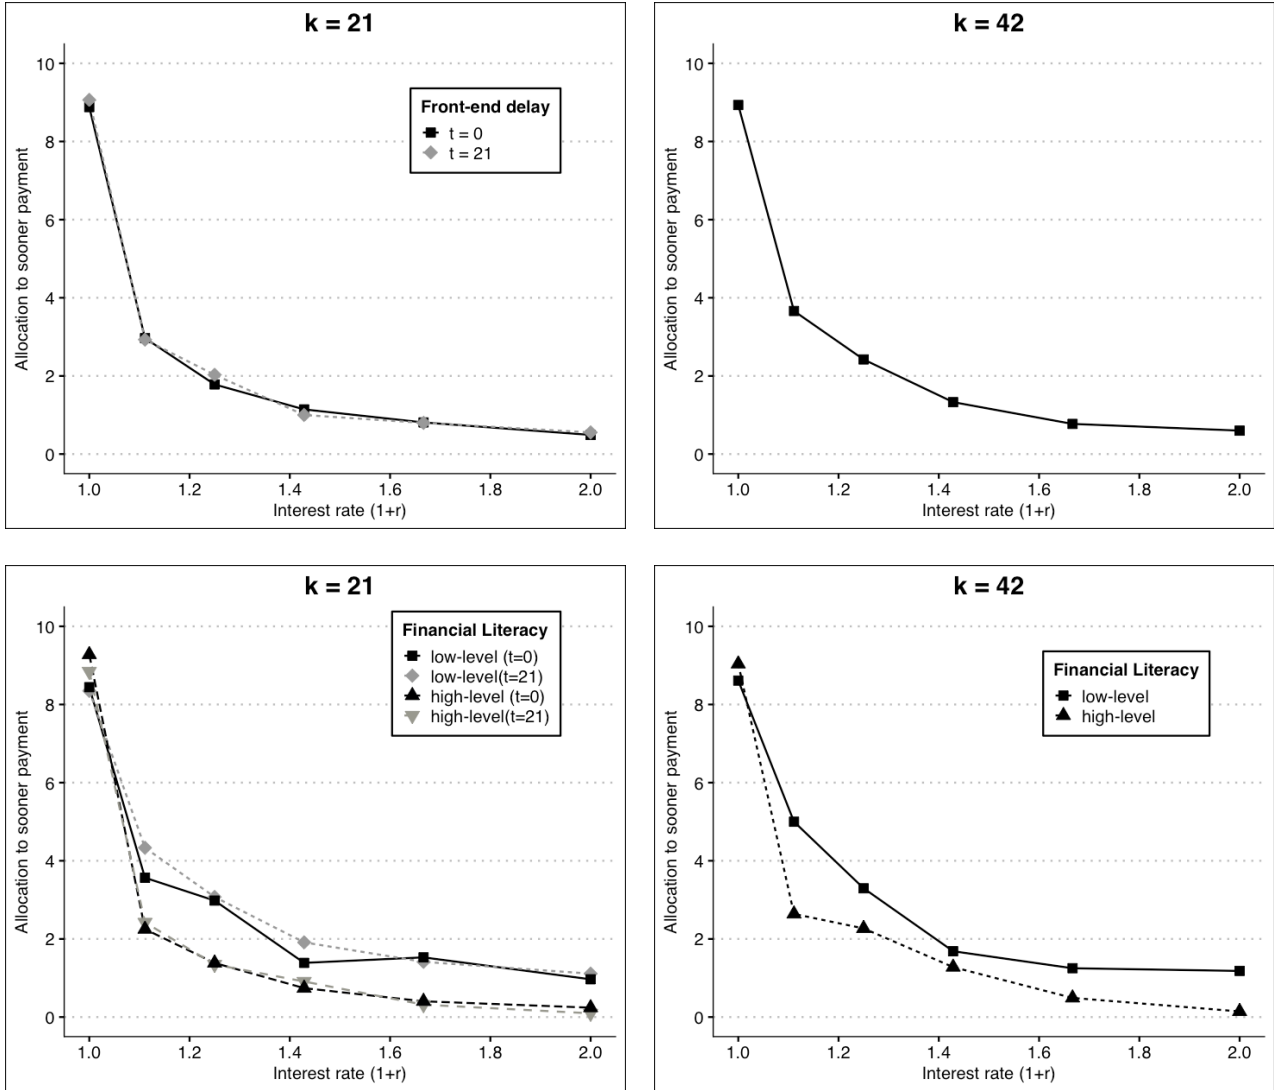 k = 21
10
8
6
4
2
0
Allocation to sooner payment
Front-end delay
t = 0
t = 21
1.0 1.2 1.4 1.6 1.8 2.0
Interest rate (1+r)
k = 42
10
8
6
4
2
0
Allocation to sooner payment
1.0 1.2 1.4 1.6 1.8 2.0
Interest rate (1+r)
k = 21
10
8
6
4
2
0
Allocation to sooner payment
Financial Literacy
low-level (t=0)
low-level(t=21)
high-level (t=0)
high-level(t=21)
1.0 1.2 1.4 1.6 1.8 2.0
Interest rate (1+r)
k = 42
10
8
6
4
2
0
Allocation to sooner payment
Financial Literacy
low-level
high-level
1.0 1.2 1.4 1.6 1.8 2.0
Interest rate (1+r)